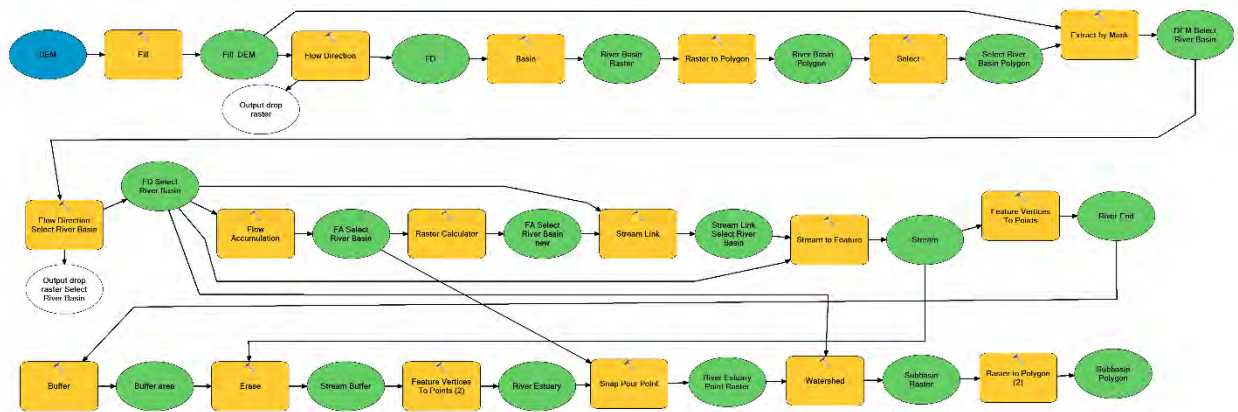 DEM
Fill
Fill DEM
Flow Direction
FD
Basin
River Basin
Raster
Raster to Polygon
River Basin
Polygon
Select
Select River
Basin Polygon
Extract by Mask
DEM Select
River Basin
Output drop
raster
Flow Direction
Select River Basin
FD Select
River Basin
Flow
Accumulation
FA Select
River Basin
Raster Calculator
FA Select
River Basin
new
Stream Link
Stream Link
Select River
Basin
Stream to Feature
Stream
Feature Vertices
To Points
River End
Output drop
raster Select
River Basin
Buffer
Buffer area
Erase
Stream Buffer
Feature Vertices
To Points (2)
River Estuary
Snap Pour Point
River Estuary
Point Raster
Watershed
Subbasin
Raster
Raster to Polygon
(2)
Subbasin
Polygon